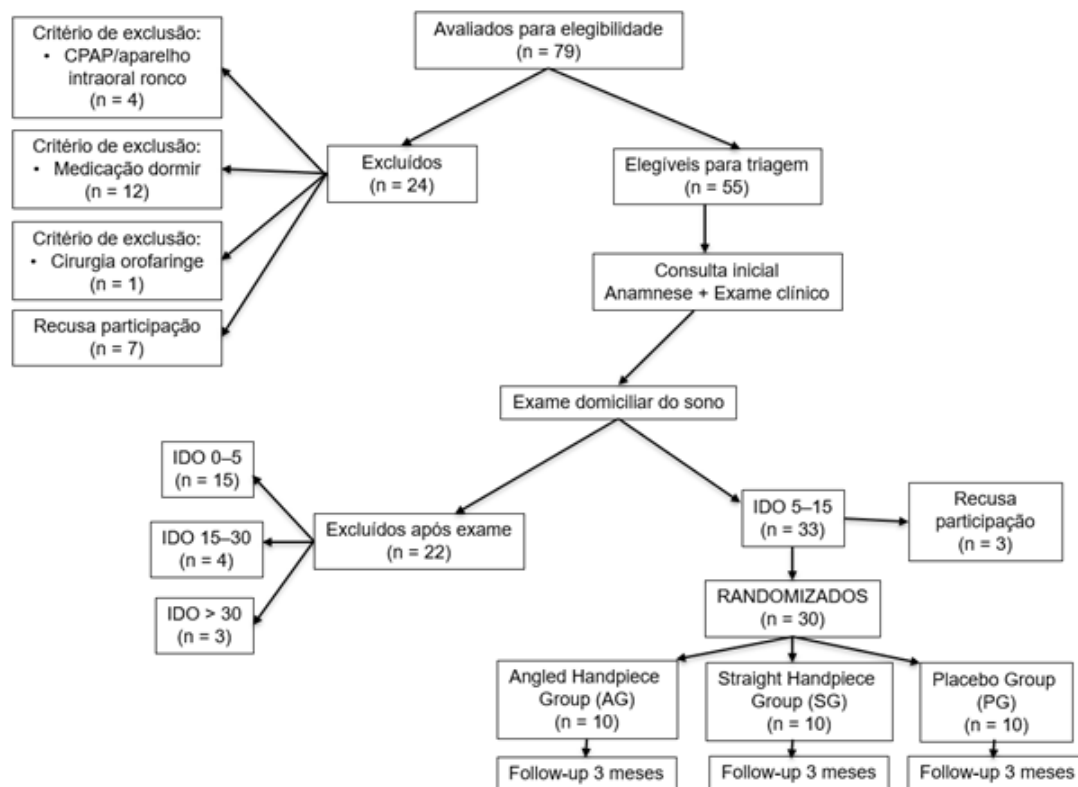 Avaliados para elegibilidade
(n = 79)
Critério de exclusão:
• CPAP/aparelho
intraoral ronco
(n = 4)
Critério de exclusão:
• Medicação dormir
(n = 12)
Critério de exclusão:
• Cirurgia orofaringe
(n = 1)
Recusa participação
(n = 7)
Excluídos
(n = 24)
Elegíveis para triagem
(n = 55)
Consulta inicial
Anamnese + Exame clínico
Exame domiciliar do sono
IDO 0–5
(n = 15)
IDO 15–30
(n = 4)
IDO > 30
(n = 3)
Excluídos após exame
(n = 22)
IDO 5–15
(n = 33)
Recusa
participação
(n = 3)
RANDOMIZADOS
(n = 30)
Angled Handpiece
Group (AG)
(n = 10)
Straight Handpiece
Group (SG)
(n = 10)
Placebo Group
(PG)
(n = 10)
Follow-up 3 meses
Follow-up 3 meses
Follow-up 3 meses